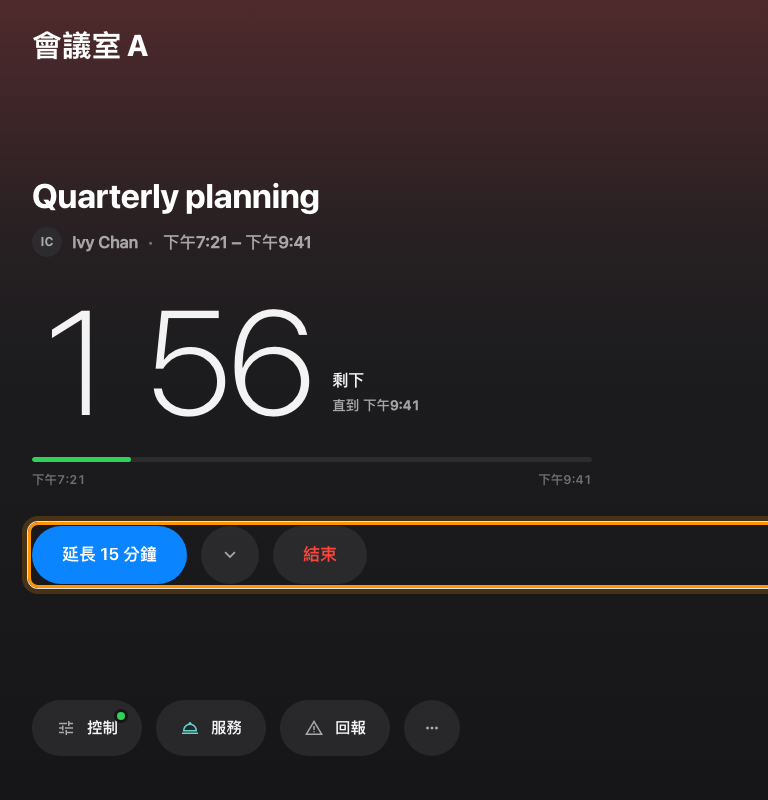 會議室 A
Quarterly planning
IC Ivy Chan · 下午7:21 – 下午9:41
1 56
剩下
直到 下午9:41
下午7:21 下午9:41
延長 15 分鐘 結束
控制 服務 回報